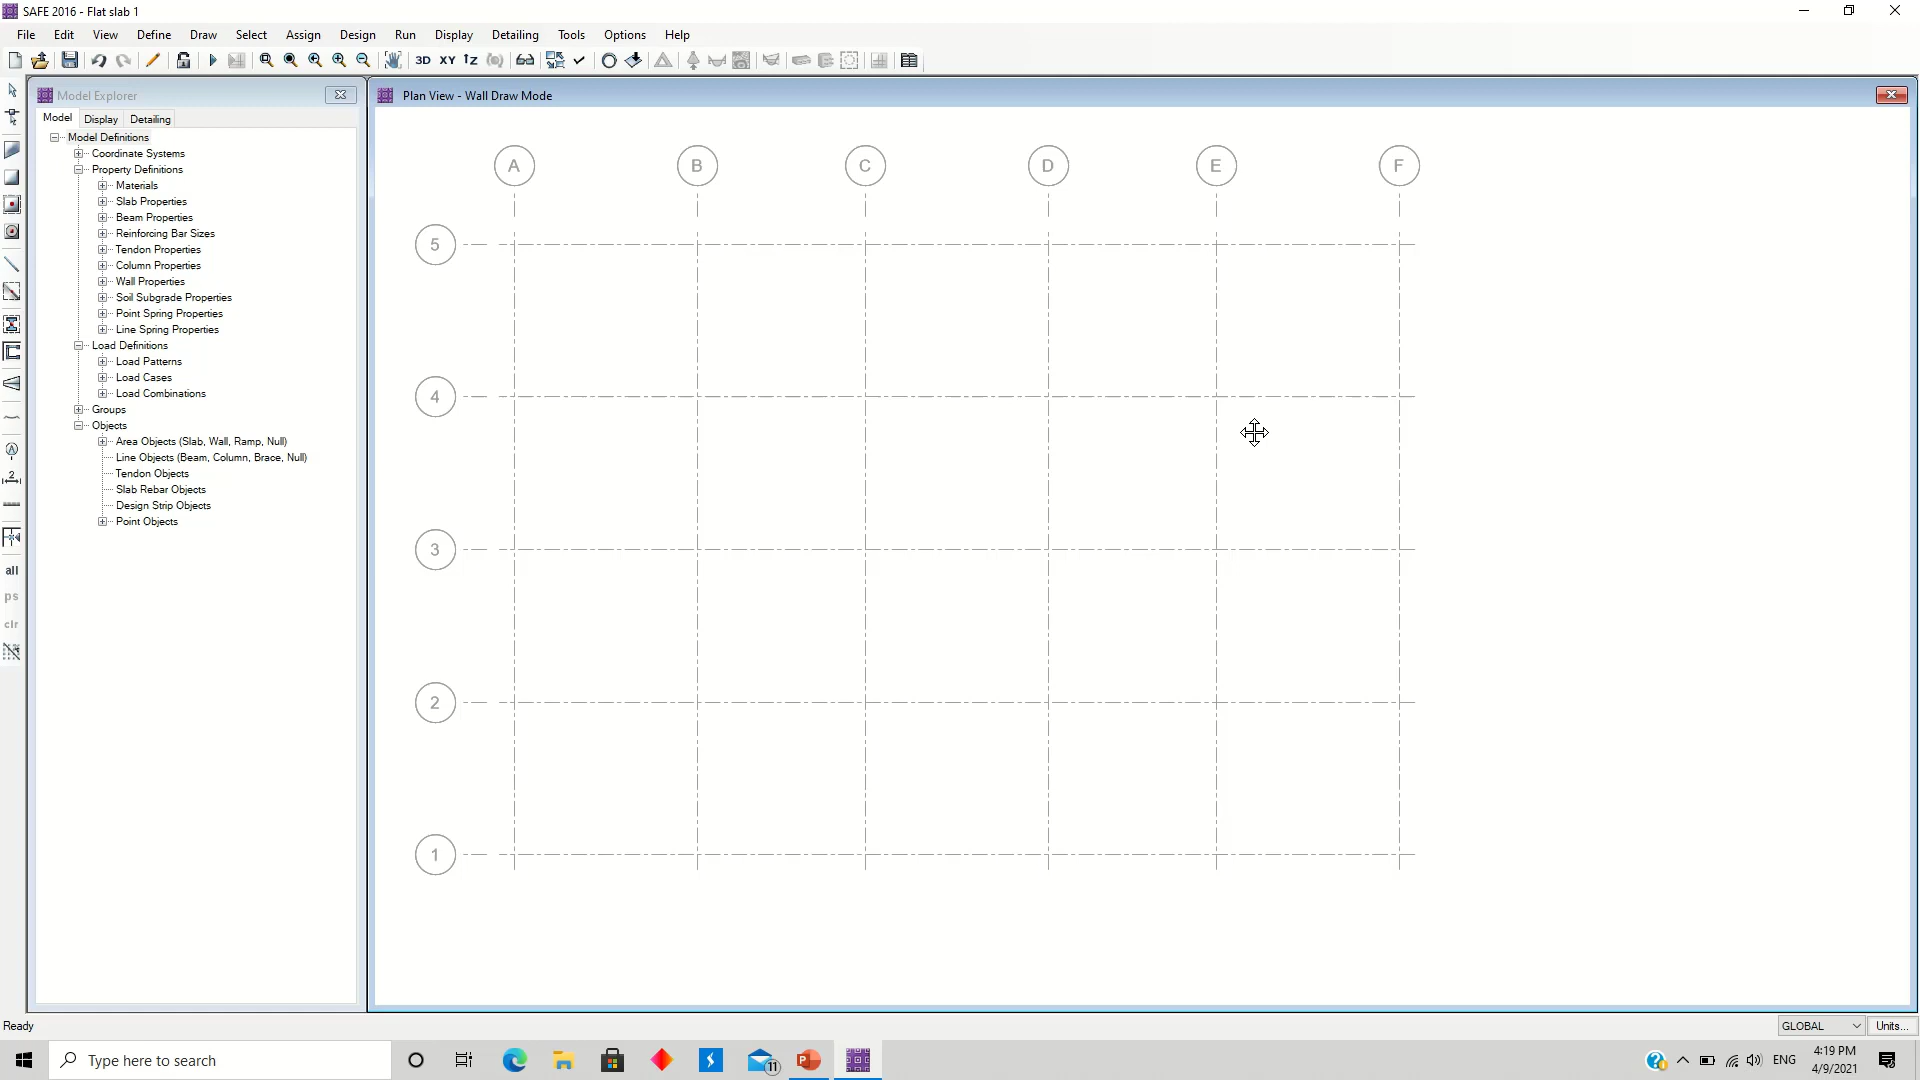 SAFE 2016 - Flat slab 1
File Edit View Define Draw Select Assign Design Run Display Detailing Tools Options Help
3D XY
Model Explorer
Plan View - Wall Draw Mode
Model Display Detailing
Model Definitions
Coordinate Systems
Property Definitions
Materials
Slab Properties
Beam Properties
Reinforcing Bar Sizes
Tendon Properties
Column Properties
Wall Properties
Soil Subgrade Properties
Point Spring Properties
Line Spring Properties
Load Definitions
Load Patterns
Load Cases
Load Combinations
Groups
Objects
Area Objects (Slab, Wall, Ramp, Null)
Line Objects (Beam, Column, Brace, Null)
Tendon Objects
Slab Rebar Objects
Design Strip Objects
Point Objects
all
ps
clr
A B C D E F
5
4
3
2
1
Ready
GLOBAL Units...
Type here to search
11
ENG
4:19 PM
4/9/2021